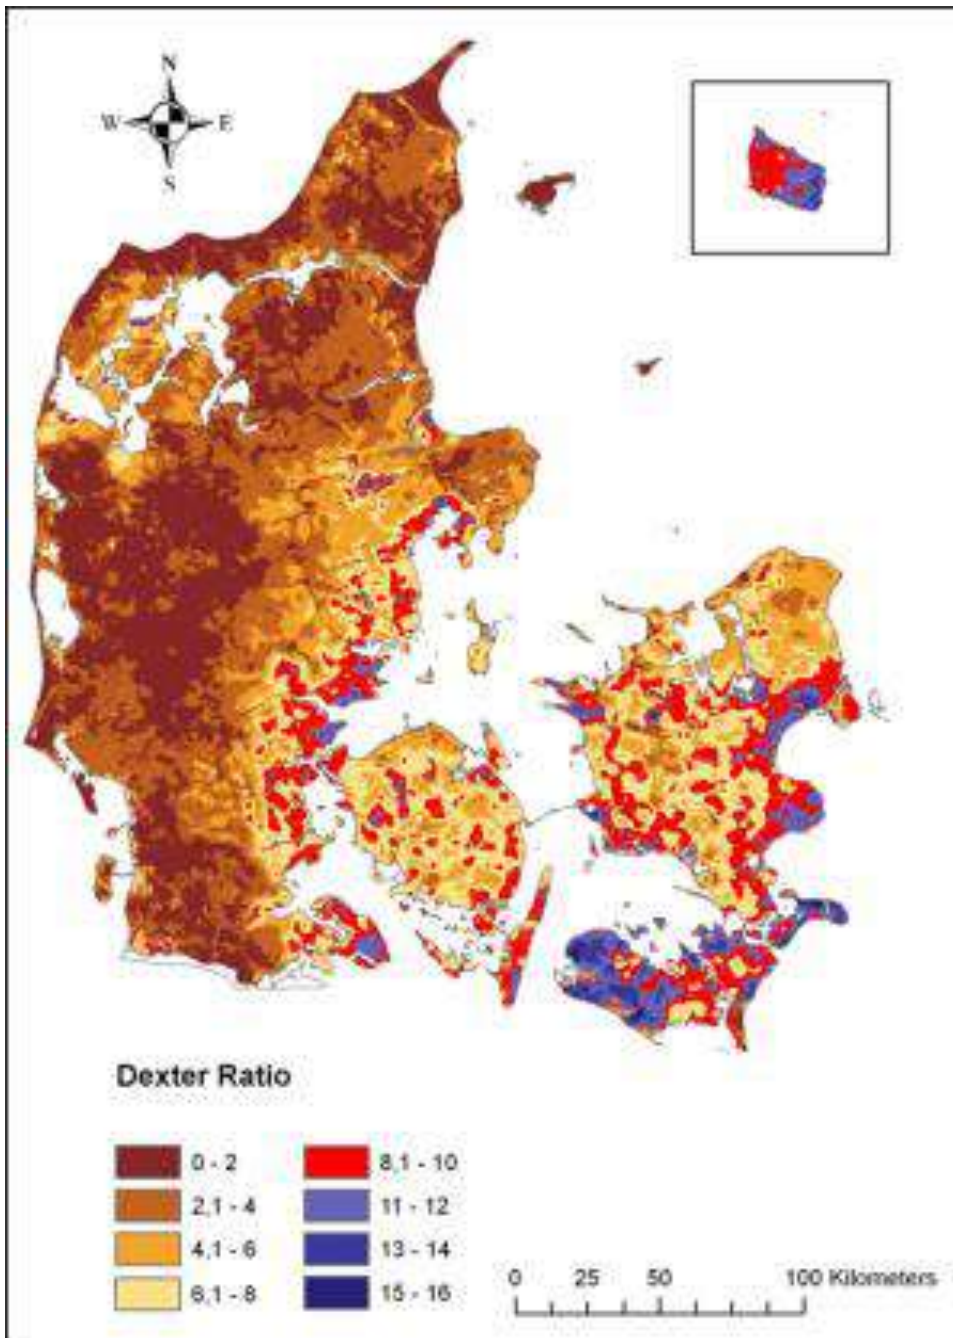 N
W E
S
Dexter Ratio
0 - 2 8,1 - 10
2,1 - 4 11 - 12
4,1 - 6 13 - 14
6,1 - 8 15 - 16
0 25 50 100 Kilometers